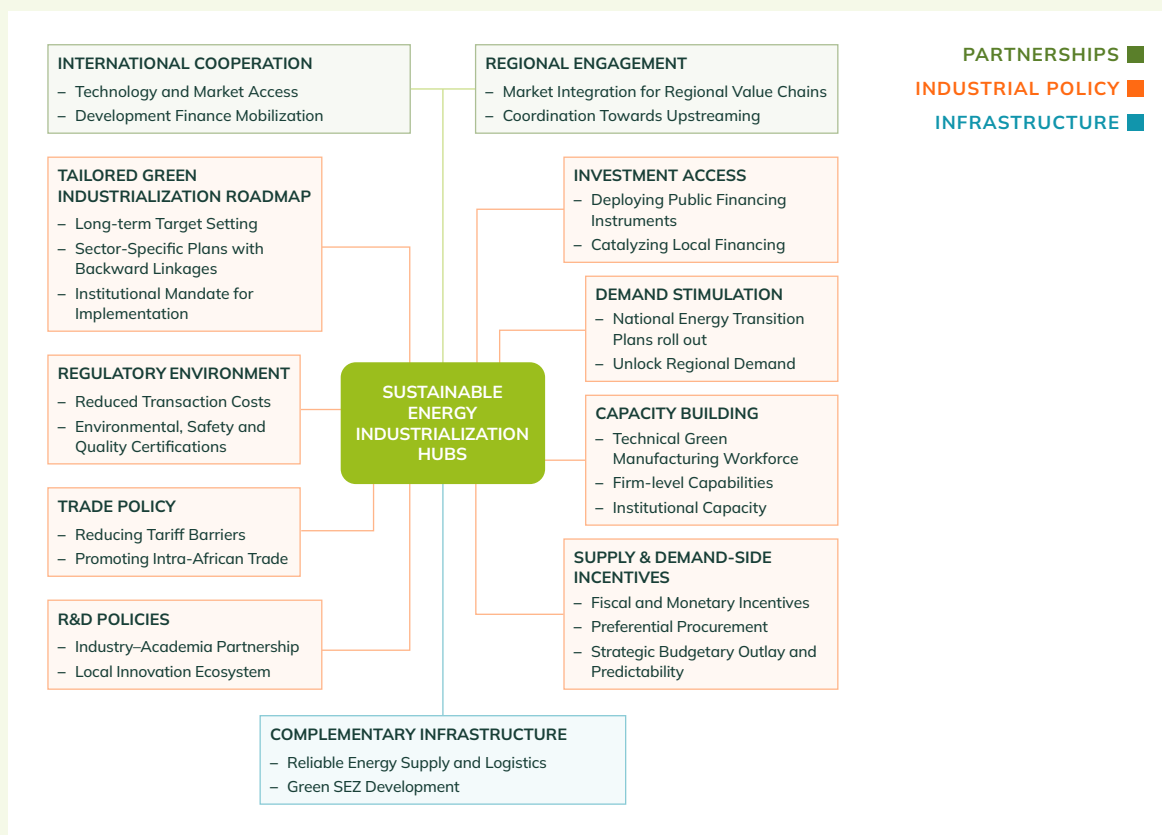 INTERNATIONAL COOPERATION
– Technology and Market Access
– Development Finance Mobilization
REGIONAL ENGAGEMENT
– Market Integration for Regional Value Chains
– Coordination Towards Upstreaming
PARTNERSHIPS
INDUSTRIAL POLICY
INFRASTRUCTURE
TAILORED GREEN
INDUSTRIALIZATION ROADMAP
– Long-term Target Setting
– Sector-Specific Plans with
Backward Linkages
– Institutional Mandate for
Implementation
REGULATORY ENVIRONMENT
– Reduced Transaction Costs
– Environmental, Safety and
Quality Certifications
TRADE POLICY
– Reducing Tariff Barriers
– Promoting Intra-African Trade
R&D POLICIES
– Industry–Academia Partnership
– Local Innovation Ecosystem
SUSTAINABLE
ENERGY
INDUSTRIALIZATION
HUBS
INVESTMENT ACCESS
– Deploying Public Financing
Instruments
– Catalyzing Local Financing
DEMAND STIMULATION
– National Energy Transition
Plans roll out
– Unlock Regional Demand
CAPACITY BUILDING
– Technical Green
Manufacturing Workforce
– Firm-level Capabilities
– Institutional Capacity
SUPPLY & DEMAND-SIDE
INCENTIVES
– Fiscal and Monetary Incentives
– Preferential Procurement
– Strategic Budgetary Outlay and
Predictability
COMPLEMENTARY INFRASTRUCTURE
– Reliable Energy Supply and Logistics
– Green SEZ Development